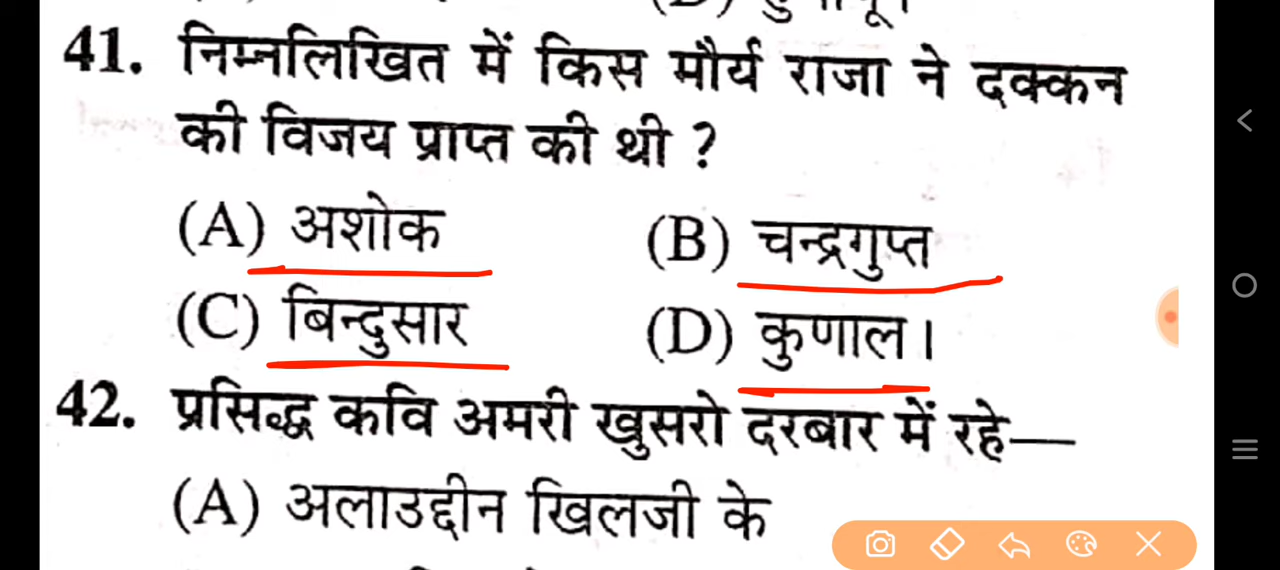 41. निम्नलिखित में किस मौर्य राजा ने दक्कन
की विजय प्राप्त की थी ?
(A) अशोक (B) चन्द्रगुप्त
(C) बिन्दुसार (D) कुणाल।
42. प्रसिद्ध कवि अमरी खुसरो दरबार में रहे—
(A) अलाउद्दीन खिलजी के